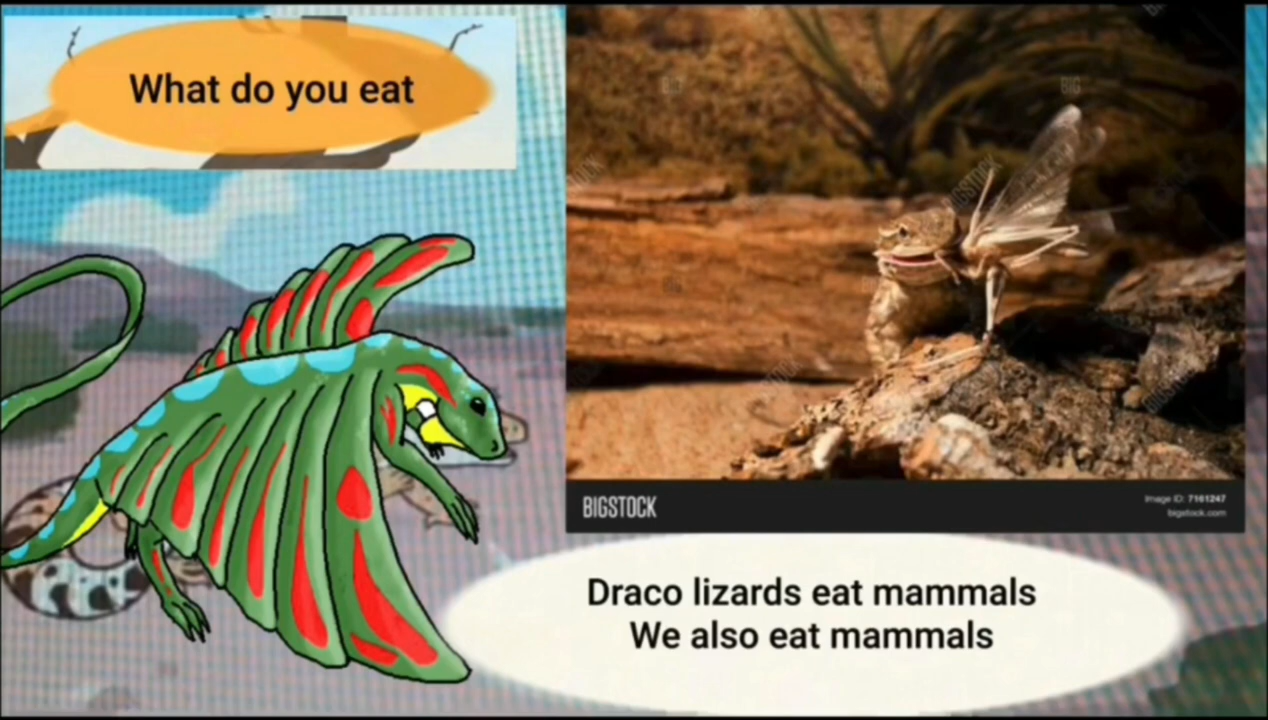 What do you eat
BIGSTOCK
Image ID: 7161247
bigstock.com
Draco lizards eat mammals
We also eat mammals